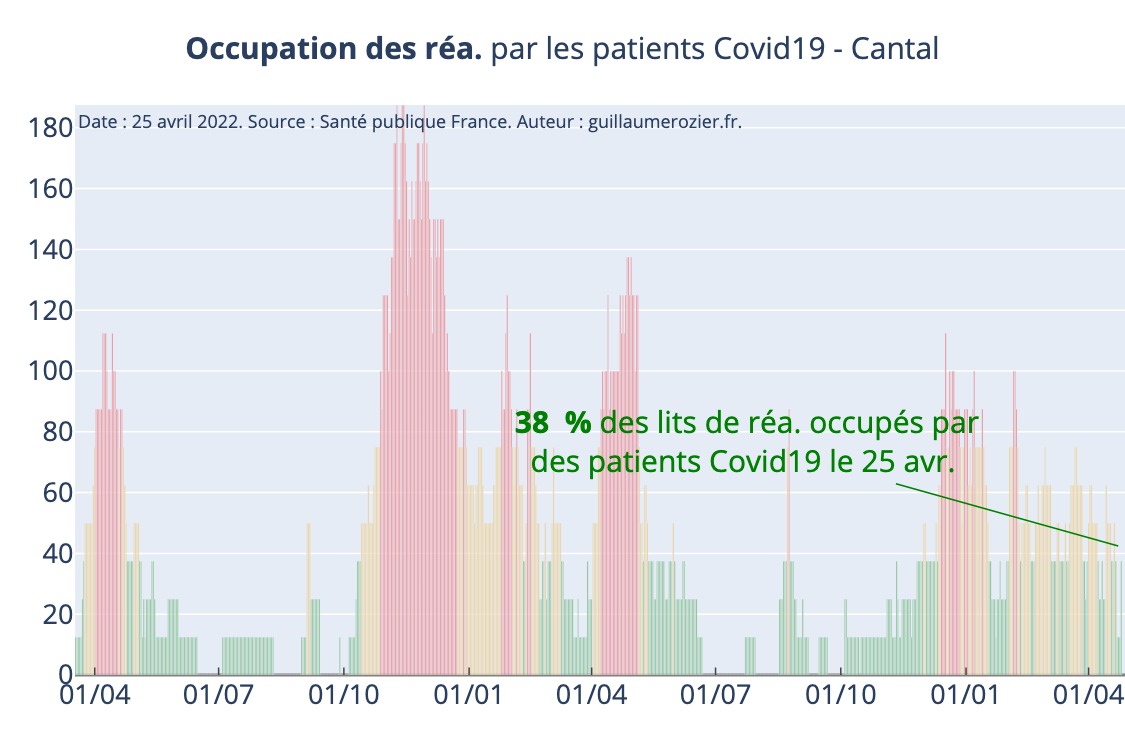 Occupation des réa. par les patients Covid19 - Cantal
Date : 25 avril 2022. Source : Santé publique France. Auteur : guillaumerozier.fr.
180
160
140
120
100
80
60
40
20
0
38 % des lits de réa. occupés par
des patients Covid19 le 25 avr.
01/04 01/07 01/10 01/01 01/04 01/07 01/10 01/01 01/04